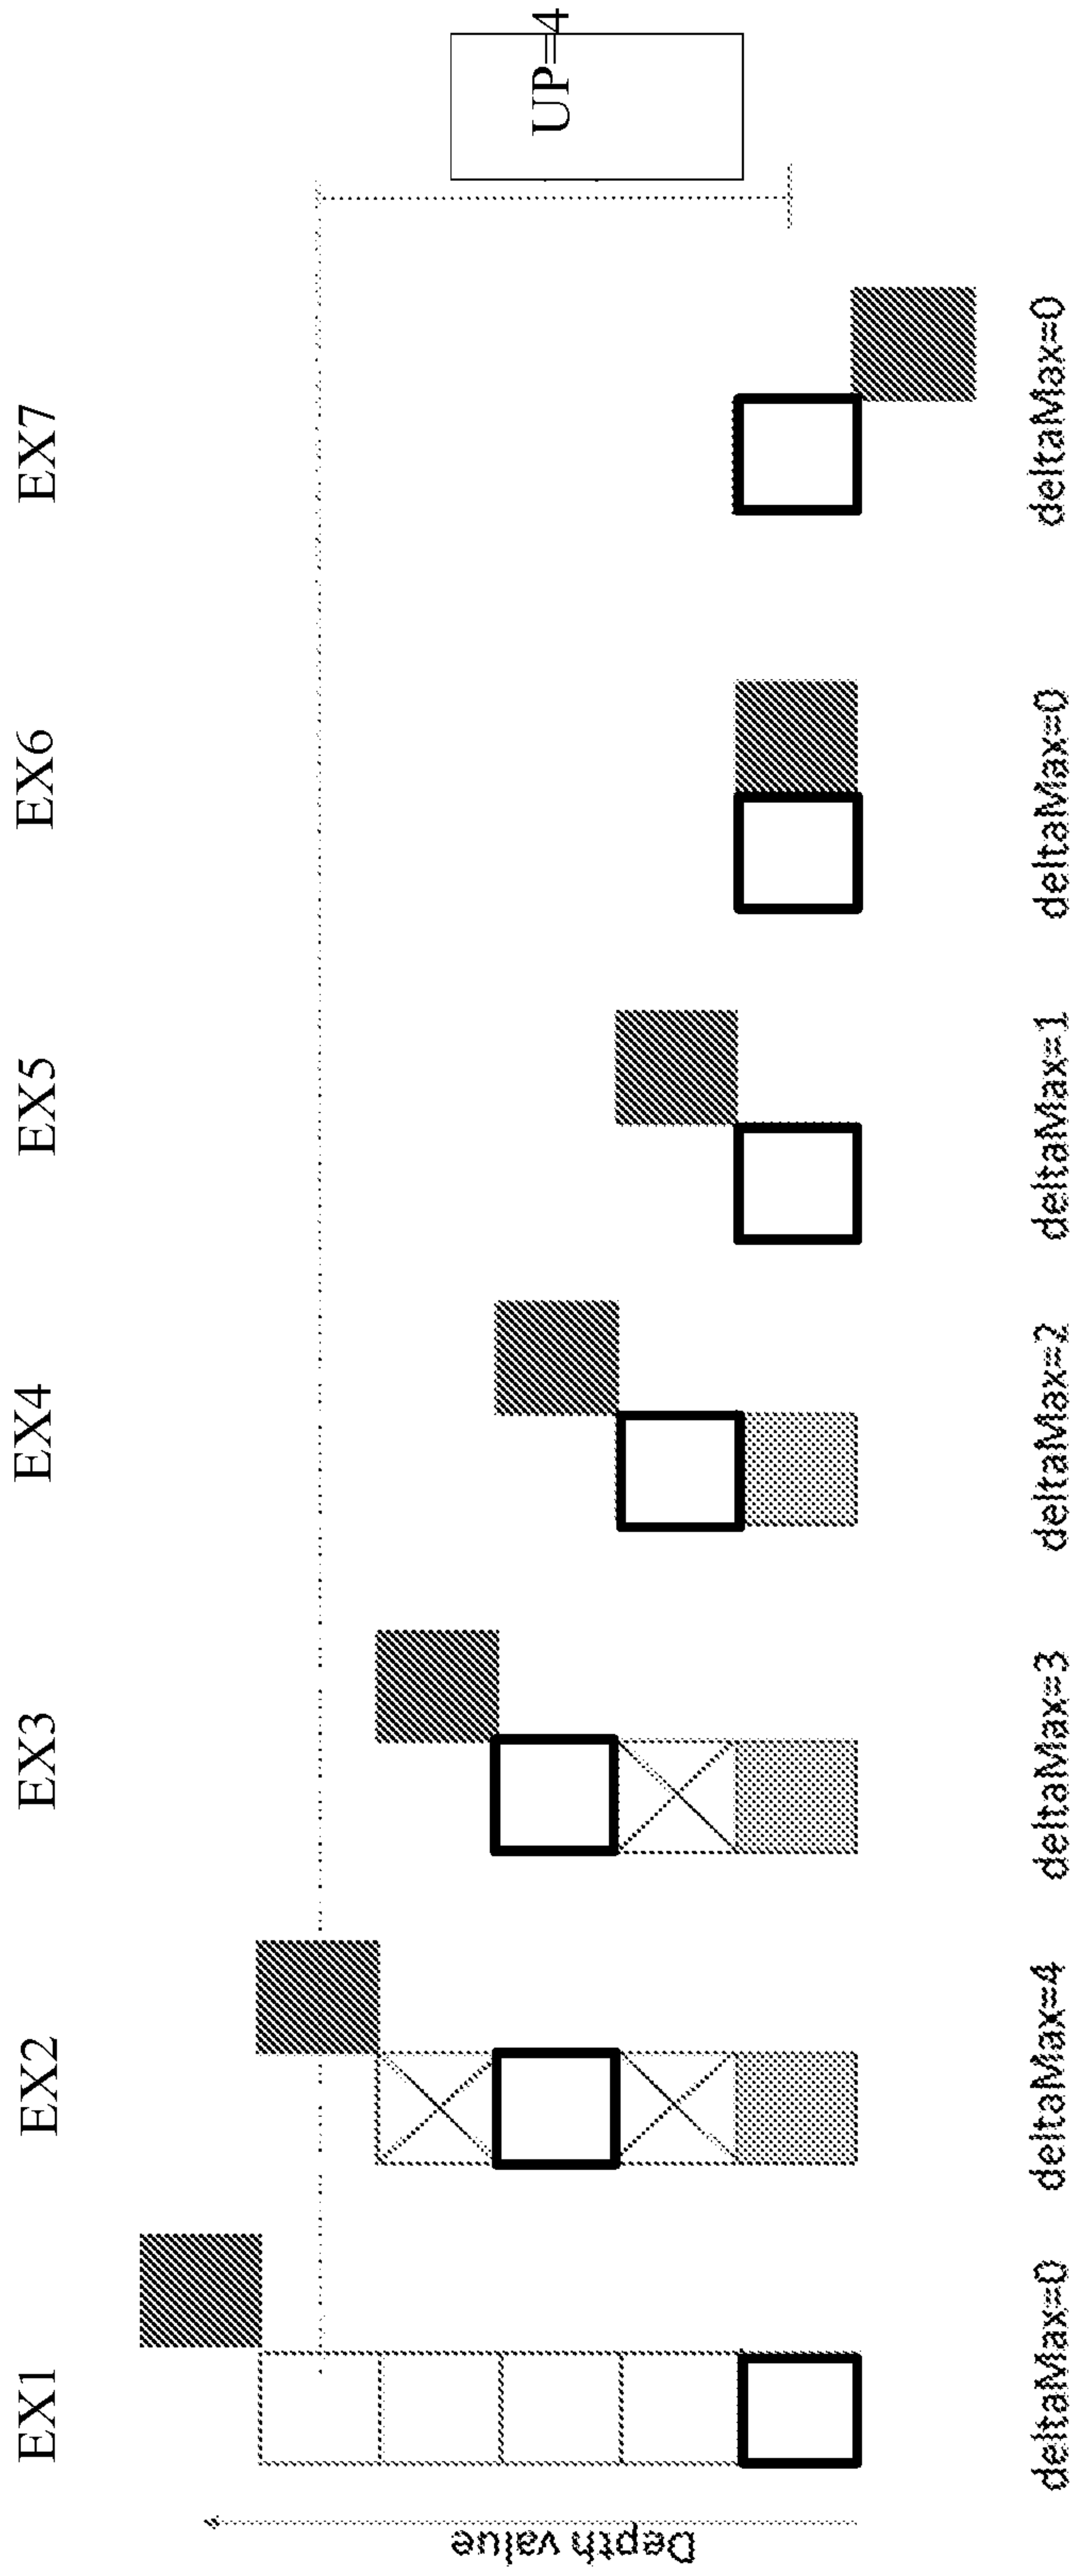 EX1 EX2 EX3 EX4 EX5 EX6 EX7
UP=4
Depth value
deltaMax=0 deltaMax=4 deltaMax=3 deltaMax=2 deltaMax=1 deltaMax=0 deltaMax=0